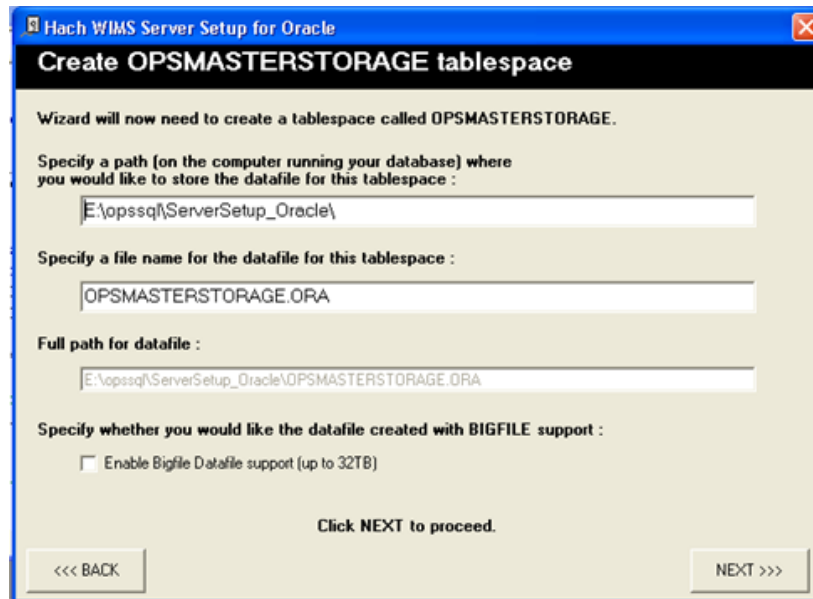 Hach WIMS Server Setup for Oracle
Create OPSMASTERSTORAGE tablespace
Wizard will now need to create a tablespace called OPSMASTERSTORAGE.
Specify a path (on the computer running your database) where
you would like to store the datafile for this tablespace :
E:\opssql\ServerSetup_Oracle\
Specify a file name for the datafile for this tablespace :
OPSMASTERSTORAGE.ORA
Full path for datafile :
E:\opssql\ServerSetup_Oracle\OPSMASTERSTORAGE.ORA
Specify whether you would like the datafile created with BIGFILE support :
Enable Bigfile Datafile support (up to 32TB)
Click NEXT to proceed.
<<< BACK
NEXT >>>